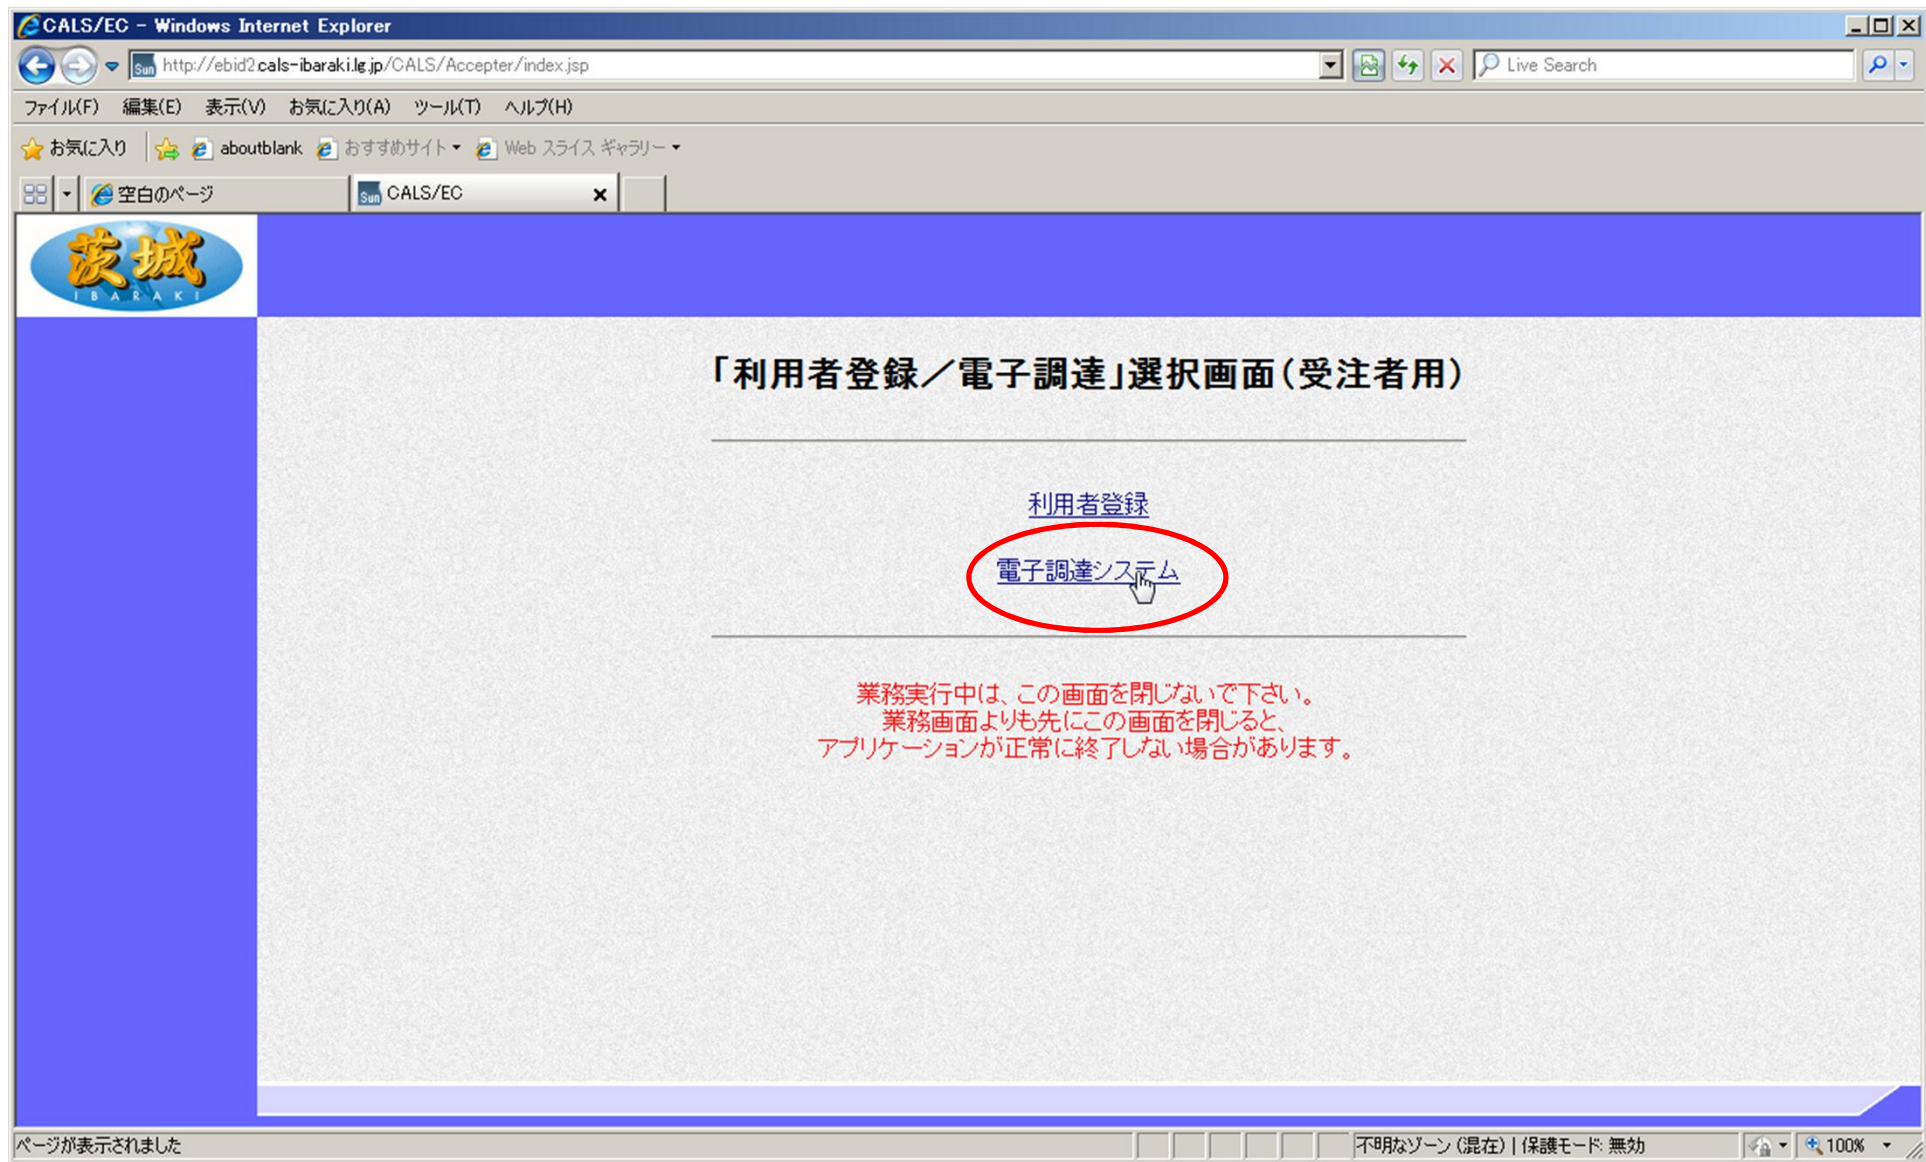 CALS/EC - Windows Internet Explorer
http://ebid2.cals-ibaraki.lg.jp/CALS/Accepter/index.jsp
Live Search
ファイル(F) 編集(E) 表示(V) お気に入り(A) ツール(T) ヘルプ(H)
お気に入り aboutblank おすすめサイト Web スライス ギャラリー
空白のページ Sun CALS/EC
茨城
IBARAKI
「利用者登録／電子調達」選択画面(受注者用)
利用者登録
電子調達システム
業務実行中は、この画面を閉じないで下さい。
業務画面よりも先にこの画面を閉じると、
アプリケーションが正常に終了しない場合があります。
ページが表示されました 不明なゾーン (混在) | 保護モード: 無効 100%